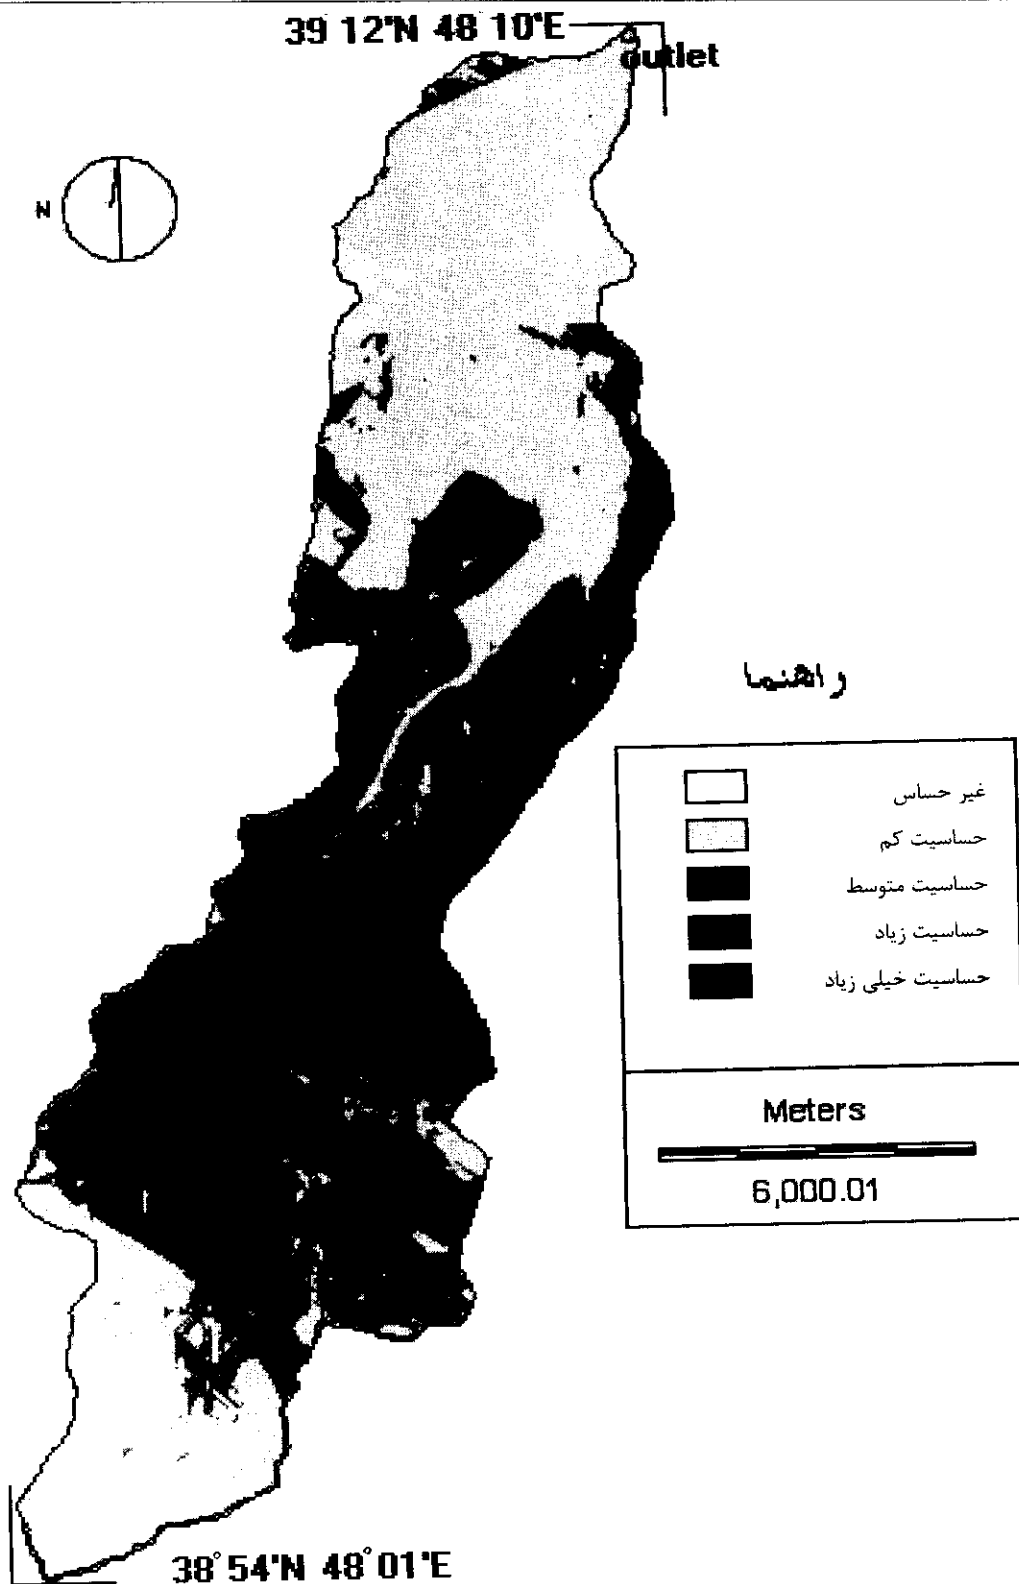 39 12"N 48 10"E
outlet
N
راهنما
غیر حساس
حساسیت کم
حساسیت متوسط
حساسیت زیاد
حساسیت خیلی زیاد
Meters
6,000.01
38°54"N 48°01"E